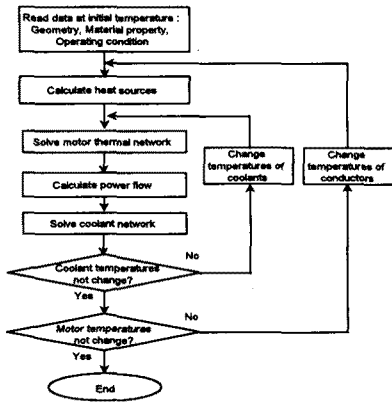 Read data at initial temperature :
Geometry, Material property,
Operating condition
Calculate heat sources
Solve motor thermal network
Calculate power flow
Solve coolant network
Change
temperatures of
coolants
Change
temperatures of
conductors
Coolant temperatures
not change?
No
Yes
Motor temperatures
not change?
No
Yes
End